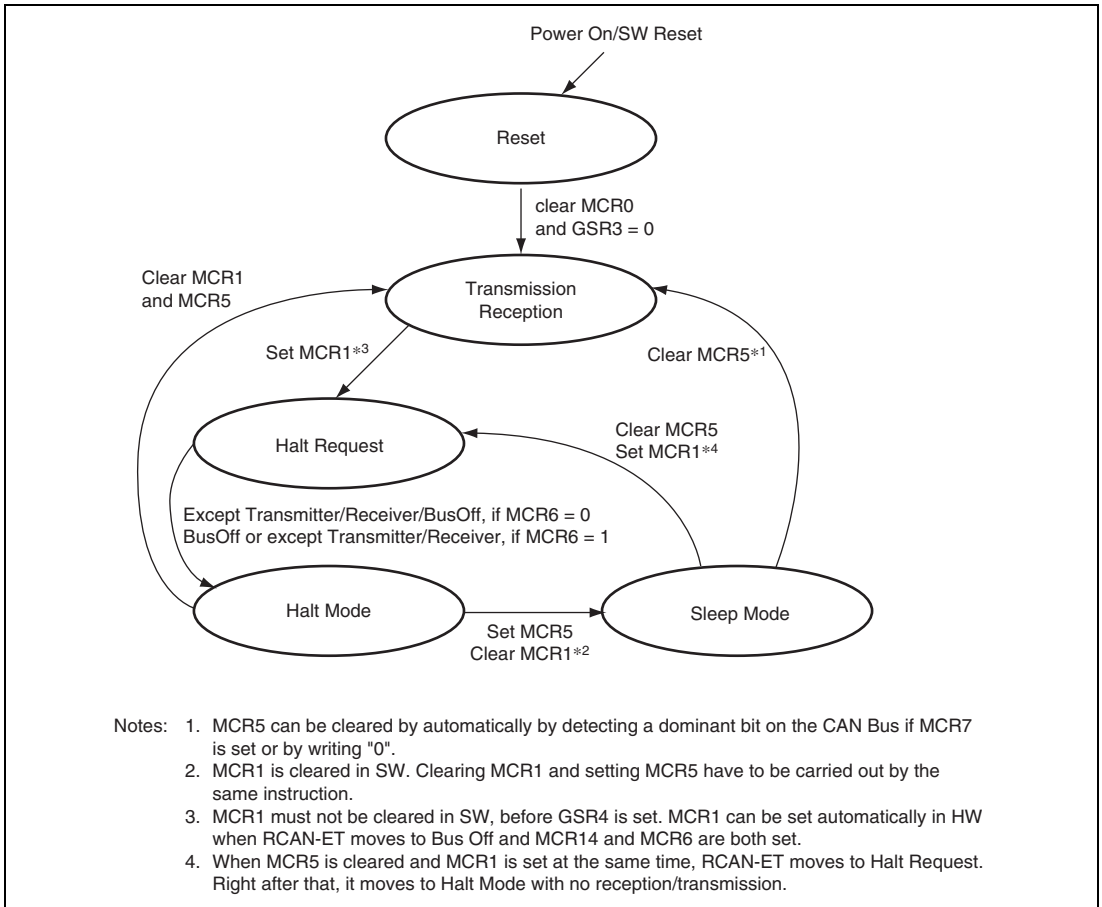 Power On/SW Reset
Reset
clear MCR0
and GSR3 = 0
Clear MCR1
and MCR5
Transmission
Reception
Set MCR1*3
Clear MCR5*1
Halt Request
Clear MCR5
Set MCR1*4
Except Transmitter/Receiver/BusOff, if MCR6 = 0
BusOff or except Transmitter/Receiver, if MCR6 = 1
Halt Mode
Sleep Mode
Set MCR5
Clear MCR1*2
Notes: 1. MCR5 can be cleared by automatically by detecting a dominant bit on the CAN Bus if MCR7
is set or by writing "0".
2. MCR1 is cleared in SW. Clearing MCR1 and setting MCR5 have to be carried out by the
same instruction.
3. MCR1 must not be cleared in SW, before GSR4 is set. MCR1 can be set automatically in HW
when RCAN-ET moves to Bus Off and MCR14 and MCR6 are both set.
4. When MCR5 is cleared and MCR1 is set at the same time, RCAN-ET moves to Halt Request.
Right after that, it moves to Halt Mode with no reception/transmission.